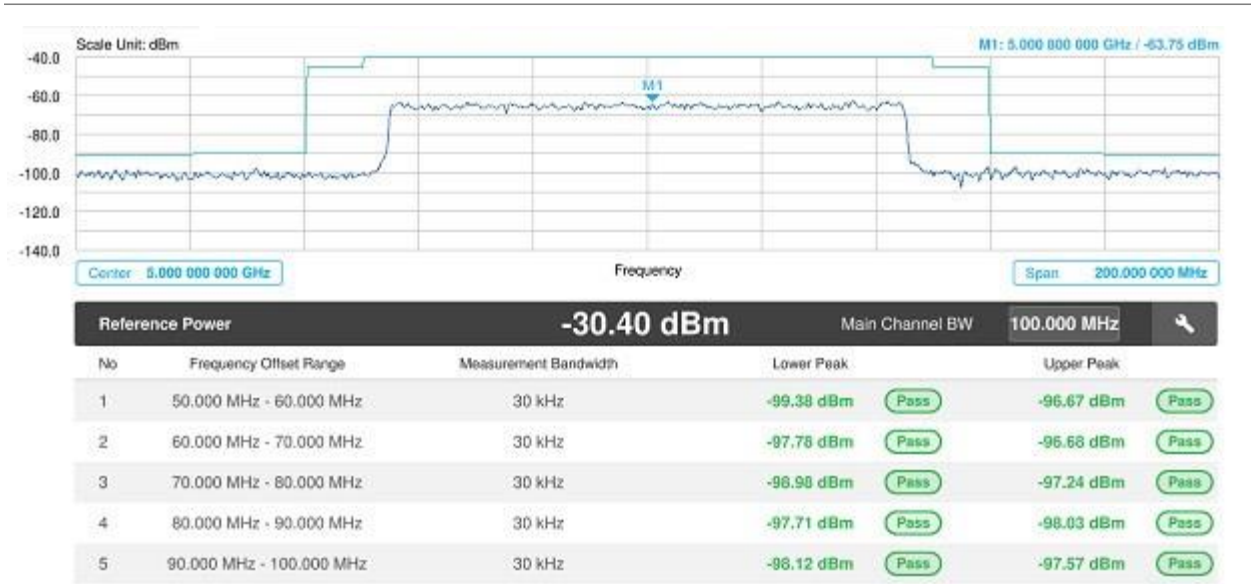 Scale Unit: dBm
M1: 5.000 800 000 GHz / -63.75 dBm
-40.0
M1
-60.0
-80.0
-100.0
-120.0
-140.0
Center 5.000 000 000 GHz
Frequency
Span 200.000 000 MHz
Reference Power -30.40 dBm Main Channel BW 100.000 MHz
No Frequency Offset Range Measurement Bandwidth Lower Peak Upper Peak
1 50.000 MHz - 60.000 MHz 30 kHz -99.38 dBm Pass -96.67 dBm Pass
2 60.000 MHz - 70.000 MHz 30 kHz -97.78 dBm Pass -96.68 dBm Pass
3 70.000 MHz - 80.000 MHz 30 kHz -98.98 dBm Pass -97.24 dBm Pass
4 80.000 MHz - 90.000 MHz 30 kHz -97.71 dBm Pass -98.03 dBm Pass
5 90.000 MHz - 100.000 MHz 30 kHz -98.12 dBm Pass -97.57 dBm Pass